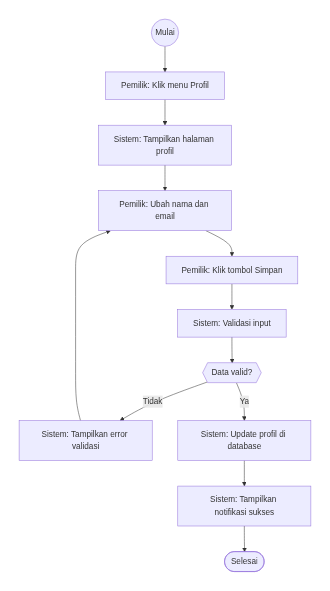 Mulai
Pemilik: Klik menu Profil
Sistem: Tampilkan halaman
profil
Pemilik: Ubah nama dan
email
Pemilik: Klik tombol Simpan
Sistem: Validasi input
Data valid?
Tidak
Ya
Sistem: Tampilkan error
validasi
Sistem: Update profil di
database
Sistem: Tampilkan
notifikasi sukses
Selesai